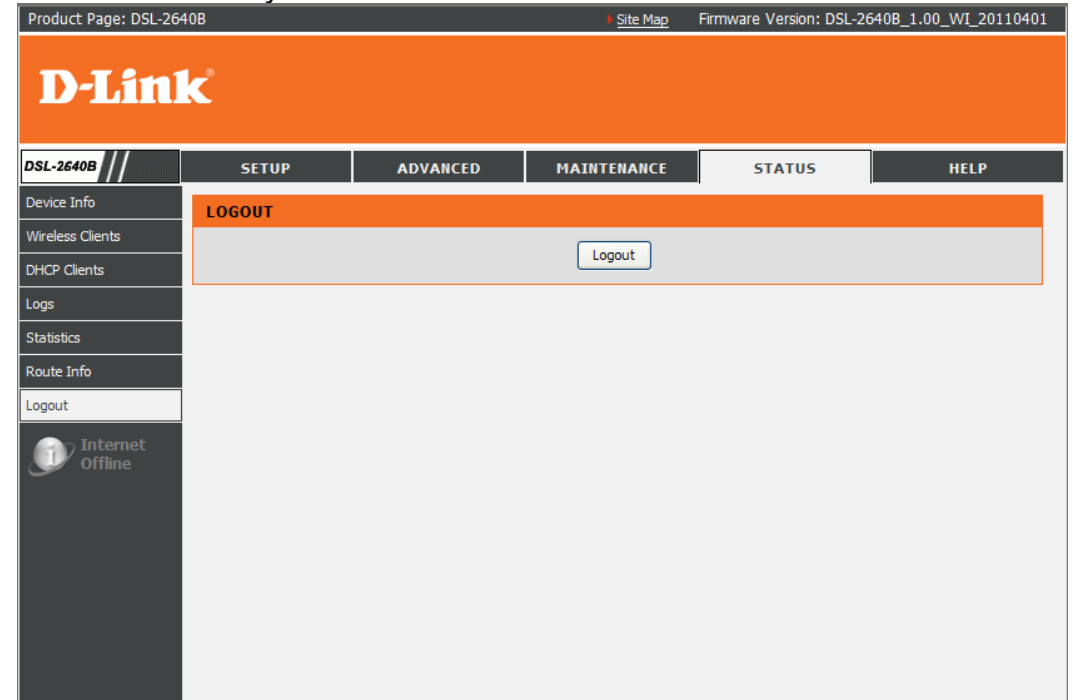 Product Page: DSL-2640B Site Map Firmware Version: DSL-2640B_1.00_WI_20110401
D-Link®
DSL-2640B SETUP ADVANCED MAINTENANCE STATUS HELP
Device Info
Wireless Clients
DHCP Clients
Logs
Statistics
Route Info
Logout
Internet
Offline
LOGOUT
Logout